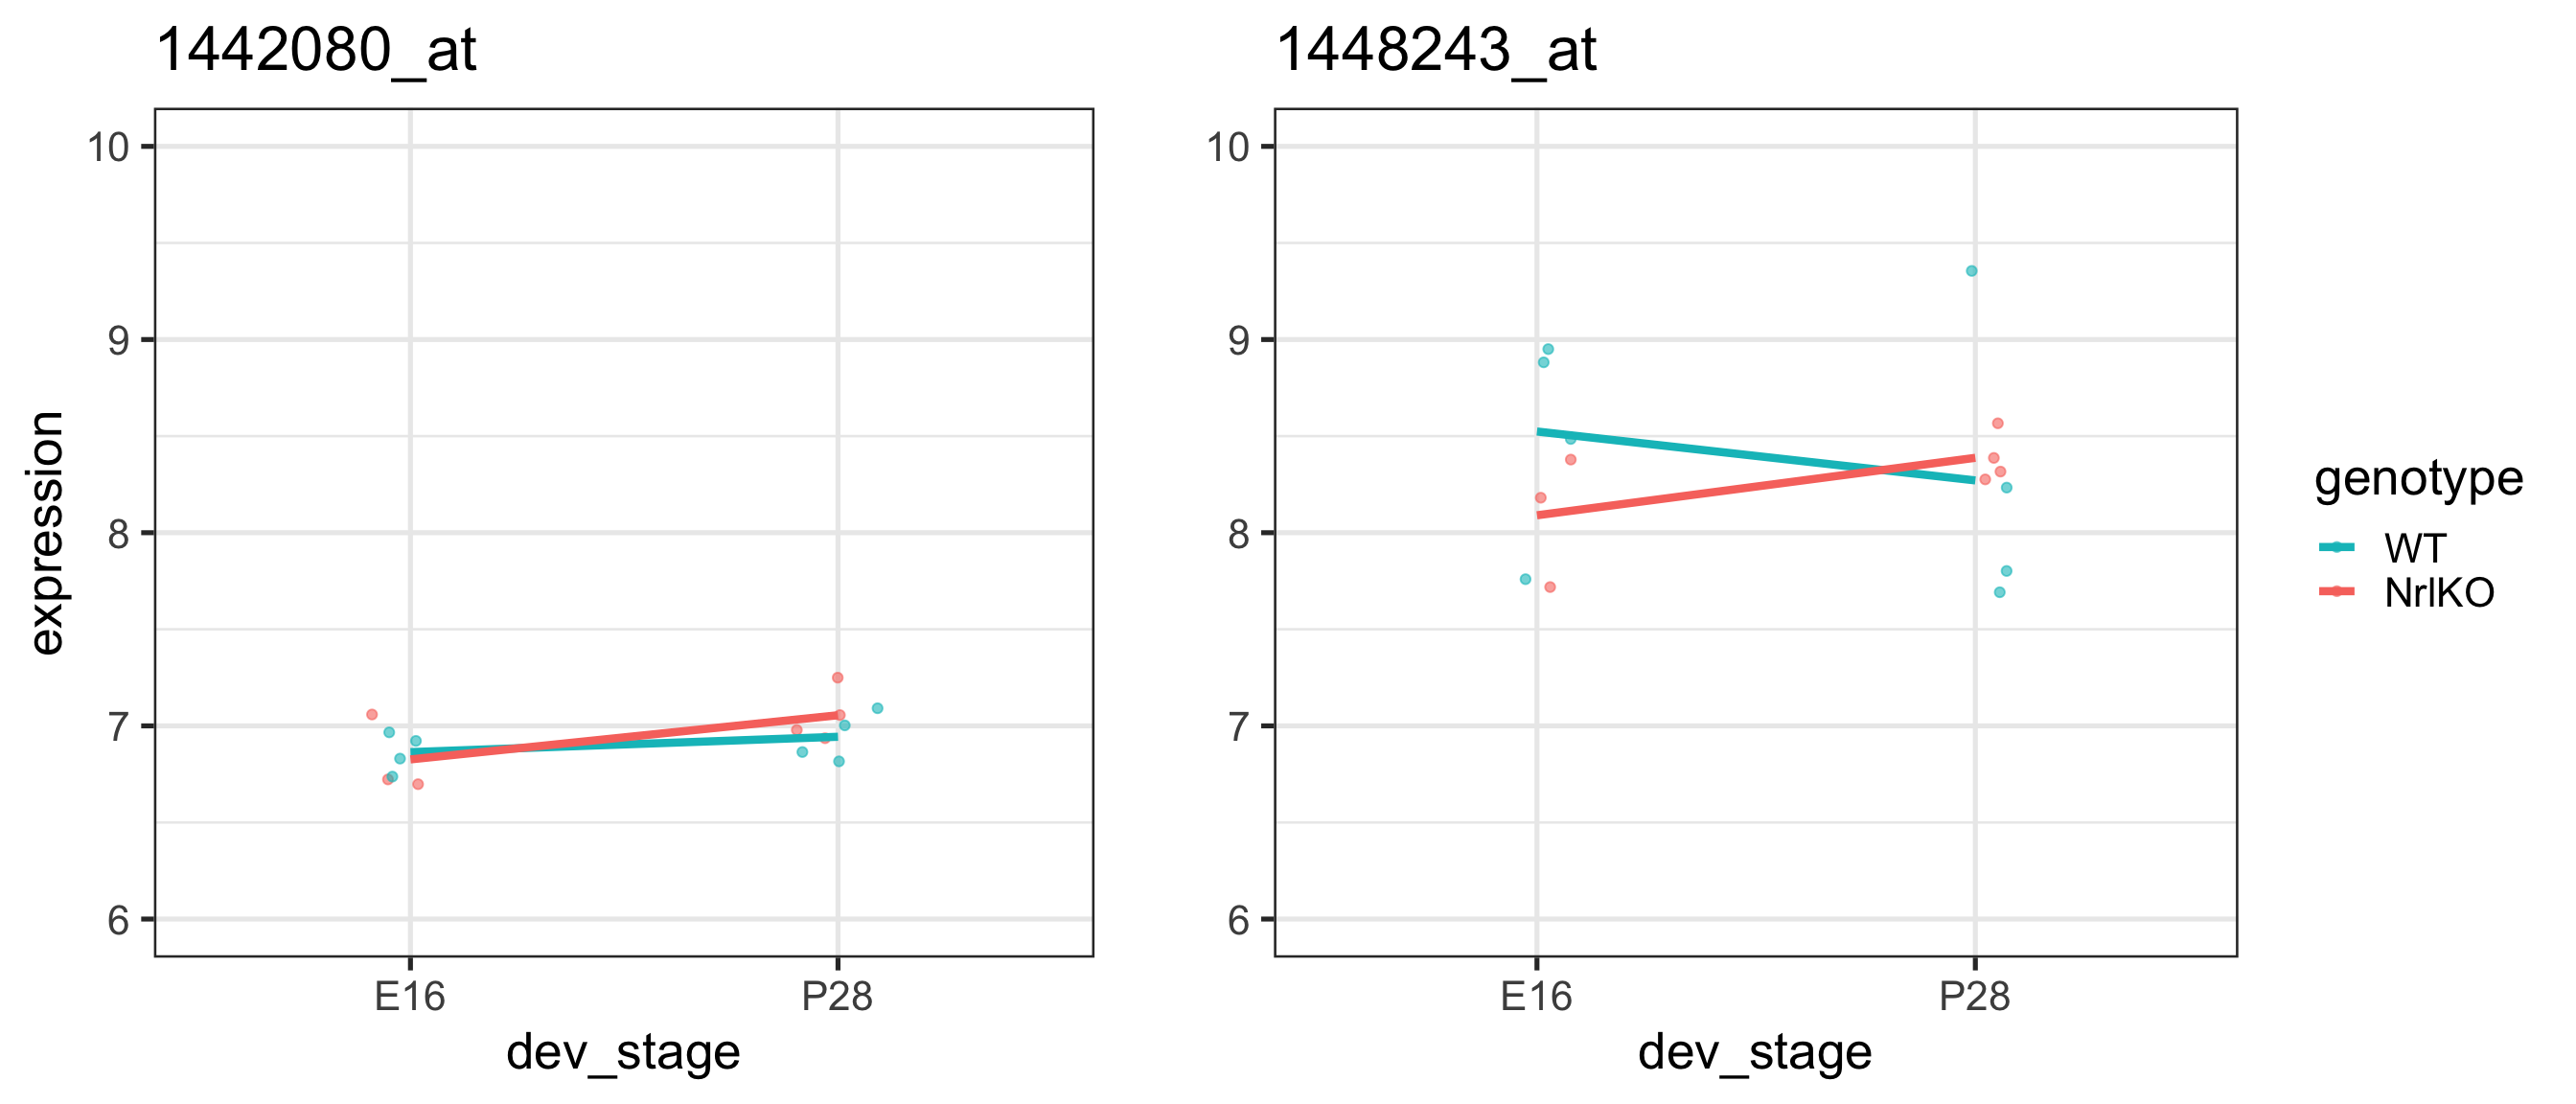 1442080_at
1448243_at
expression
10
9
8
7
6
E16
P28
dev_stage
10
9
8
7
6
E16
P28
dev_stage
genotype
WT
NrlKO